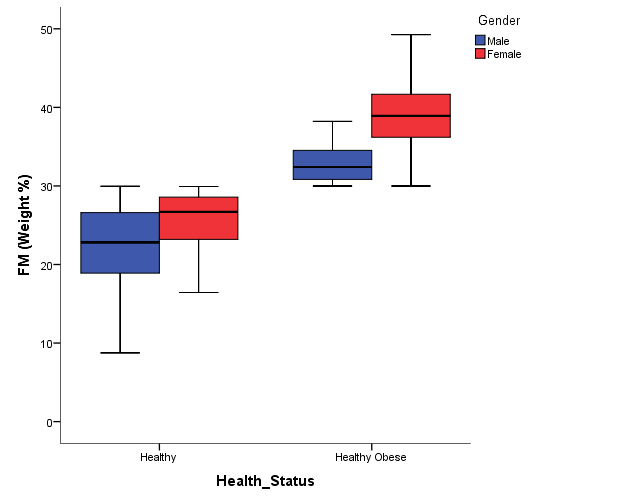 Gender
Male
Female
FM (Weight %)
50
40
30
20
10
0
Healthy
Healthy Obese
Health_Status